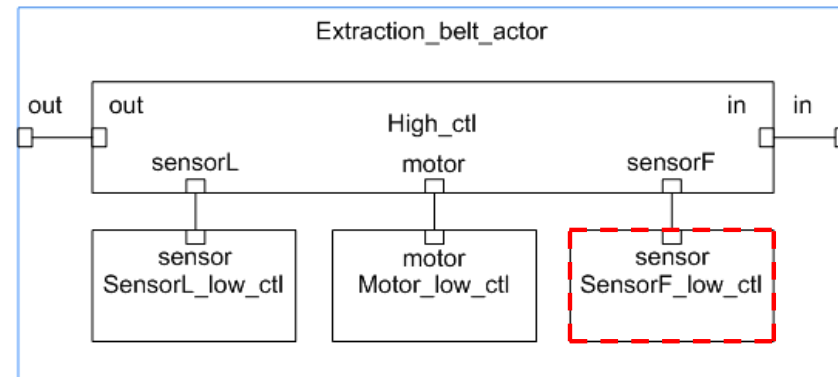 Extraction_belt_actor
out out in in
High_ctl
sensorL motor sensorF
sensor motor sensor
SensorL_low_ctl Motor_low_ctl SensorF_low_ctl